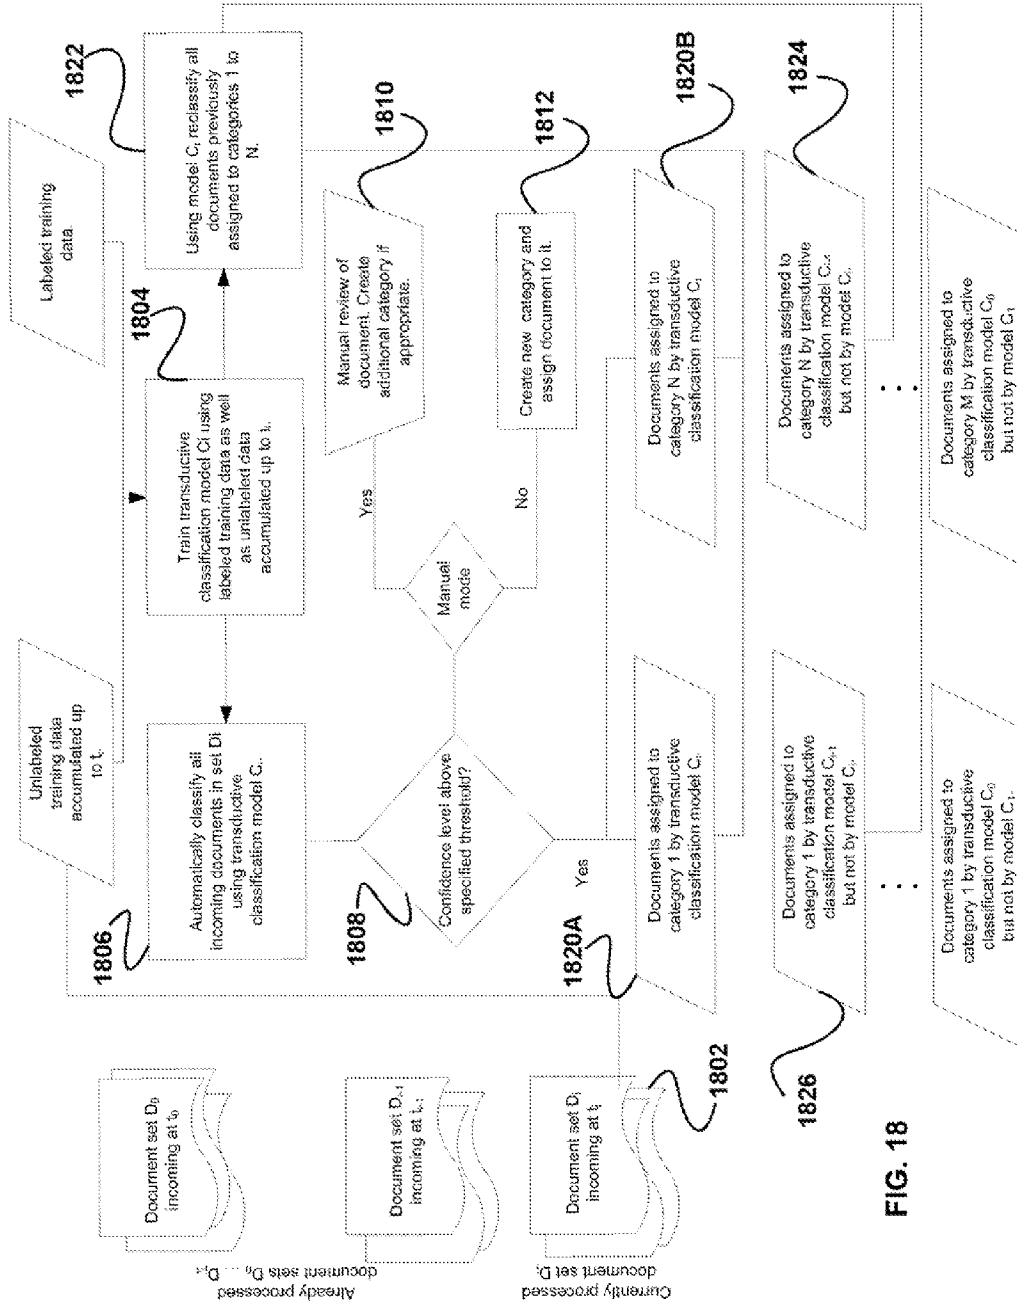 Already processed
document sets D₀ .... Dᵢ₋₁
Currently processed
document set Dᵢ
Document set D₀
incoming at t₀
Document set Dᵢ₋₁
incoming at tᵢ₋₁
Document set Dᵢ
incoming at tᵢ
1802
Unlabeled
training data
accumulated up
to tᵢ.
Labeled training
data.
1806
Automatically classify all
incoming documents in set Di
using transductive
classification model Cᵢ.
1804
Train transductive
classification model Ci using
labeled training data as well
as unlabeled data
accumulated up to tᵢ.
1822
Using model Cᵢ reclassify all
documents previously
assigned to categories 1 to
N.
1808
Confidence level above
specified threshold?
Yes
Manual
mode
Yes
No
1810
Manual review of
document. Create
additional category if
appropriate.
1812
Create new category and
assign document to it.
1820A
Documents assigned to
category 1 by transductive
classification model Cᵢ.
1820B
Documents assigned to
category N by transductive
classification model Cᵢ
1826
Documents assigned to
category 1 by transductive
classification model Cᵢ₋₁
but not by model Cᵢ.
1824
Documents assigned to
category N by transductive
classification model Cᵢ₋₁
but not by model Cᵢ.
Documents assigned to
category 1 by transductive
classification model C₀
but not by model C₁.
Documents assigned to
category M by transductive
classification model C₀
but not by model C₁
FIG. 18